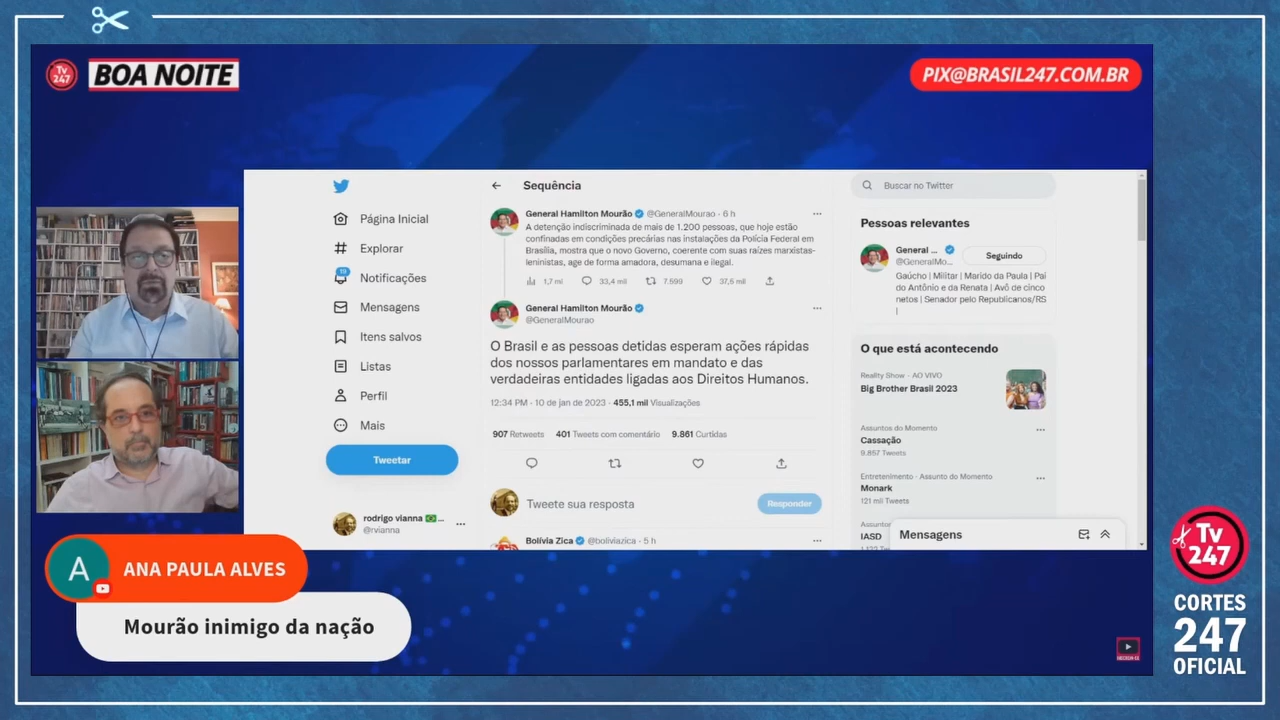 Tv
247
BOA NOITE
PIX@BRASIL247.COM.BR
Página Inicial
Explorar
19
Notificações
Mensagens
Itens salvos
Listas
Perfil
Mais
Tweetar
rodrigo vianna
@rvianna
Sequência
General Hamilton Mourão @GeneralMourao · 6 h
A detenção indiscriminada de mais de 1.200 pessoas, que hoje estão
confinadas em condições precárias nas instalações da Polícia Federal em
Brasília, mostra que o novo Governo, coerente com suas raízes marxistas-
leninistas, age de forma amadora, desumana e ilegal.
1,7 mi 33,4 mil 7.599 37,6 mil
General Hamilton Mourão
@GeneralMourao
O Brasil e as pessoas detidas esperam ações rápidas
dos nossos parlamentares em mandato e das
verdadeiras entidades ligadas aos Direitos Humanos.
12:34 PM · 10 de jan de 2023 · 455,1 mil Visualizações
907 Retweets 401 Tweets com comentário 9.861 Curtidas
Tweete sua resposta
Responder
Bolívia Zica @boliviazica · 5 h
Buscar no Twitter
Pessoas relevantes
General ...
@GeneralMo...
Seguindo
Gaúcho | Militar | Marido da Paula | Pai
do Antônio e da Renata | Avô de cinco
netos | Senador pelo Republicanos/RS
|
O que está acontecendo
Reality Show · AO VIVO
Big Brother Brasil 2023
Assuntos do Momento
Cassação
9.857 Tweets
Entretenimento · Assunto do Momento
Monark
121 mil Tweets
IASD
Mensagens
A
ANA PAULA ALVES
Mourão inimigo da nação
Tv
247
CORTES
247
OFICIAL